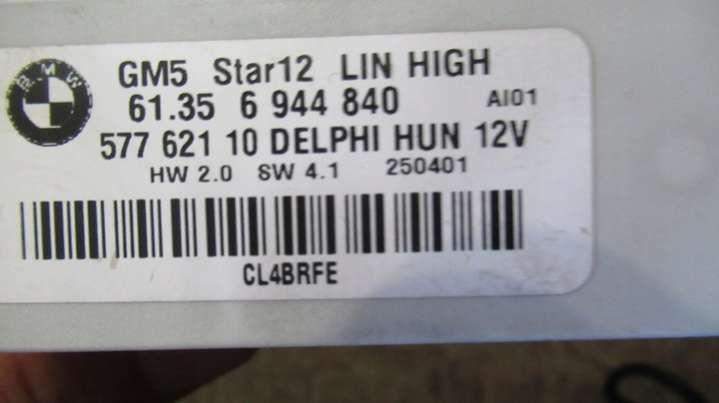 BMW
GM5 Star12 LIN HIGH
61.35 6 944 840 AI01
577 621 10 DELPHI HUN 12V
HW 2.0 SW 4.1 250401
CL4BRFE